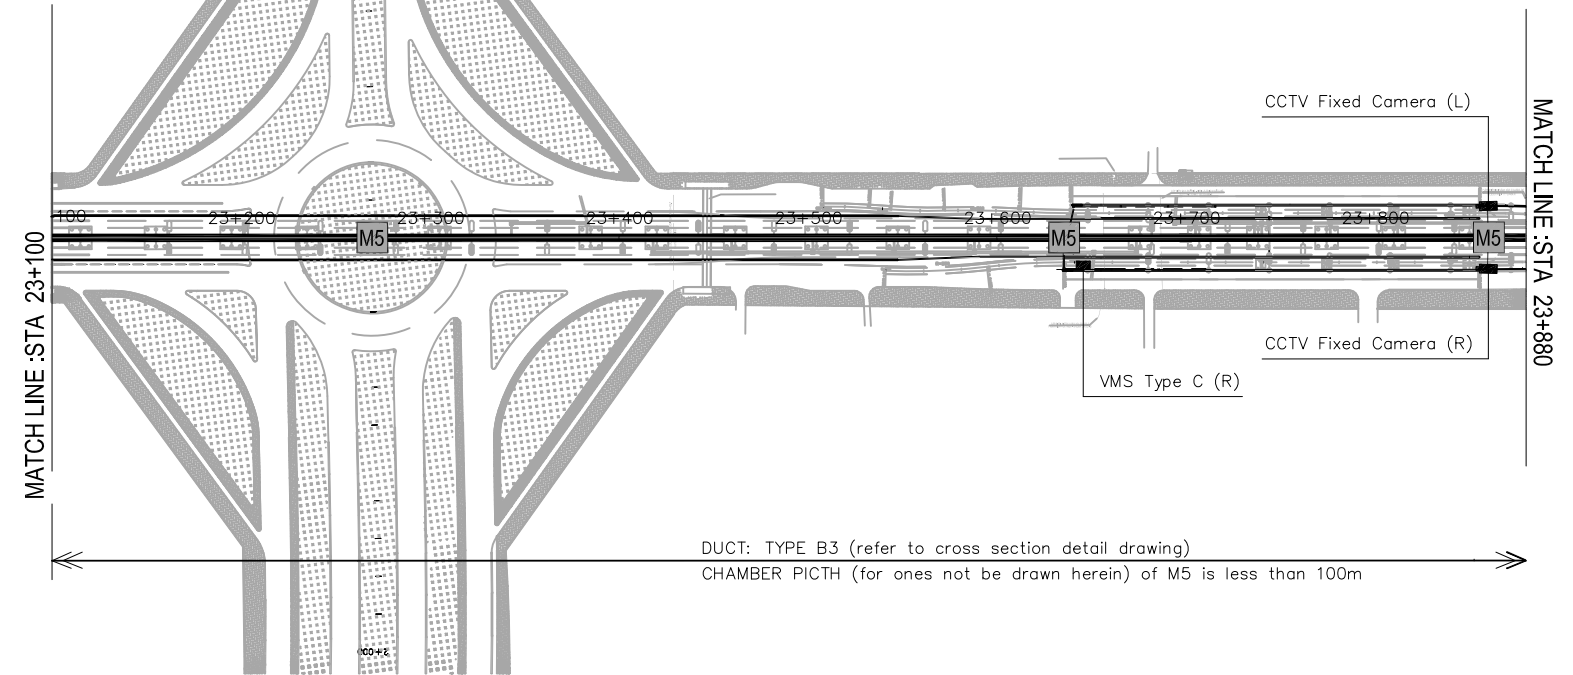 CCTV Fixed Camera (L)
MATCH LINE :STA 23+100
100
23+200
23+300
23+400
23+500
23+600
23+700
23+800
M5
M5
M5
MATCH LINE :STA 23+880
CCTV Fixed Camera (R)
VMS Type C (R)
DUCT: TYPE B3 (refer to cross section detail drawing)
CHAMBER PICTH (for ones not be drawn herein) of M5 is less than 100m